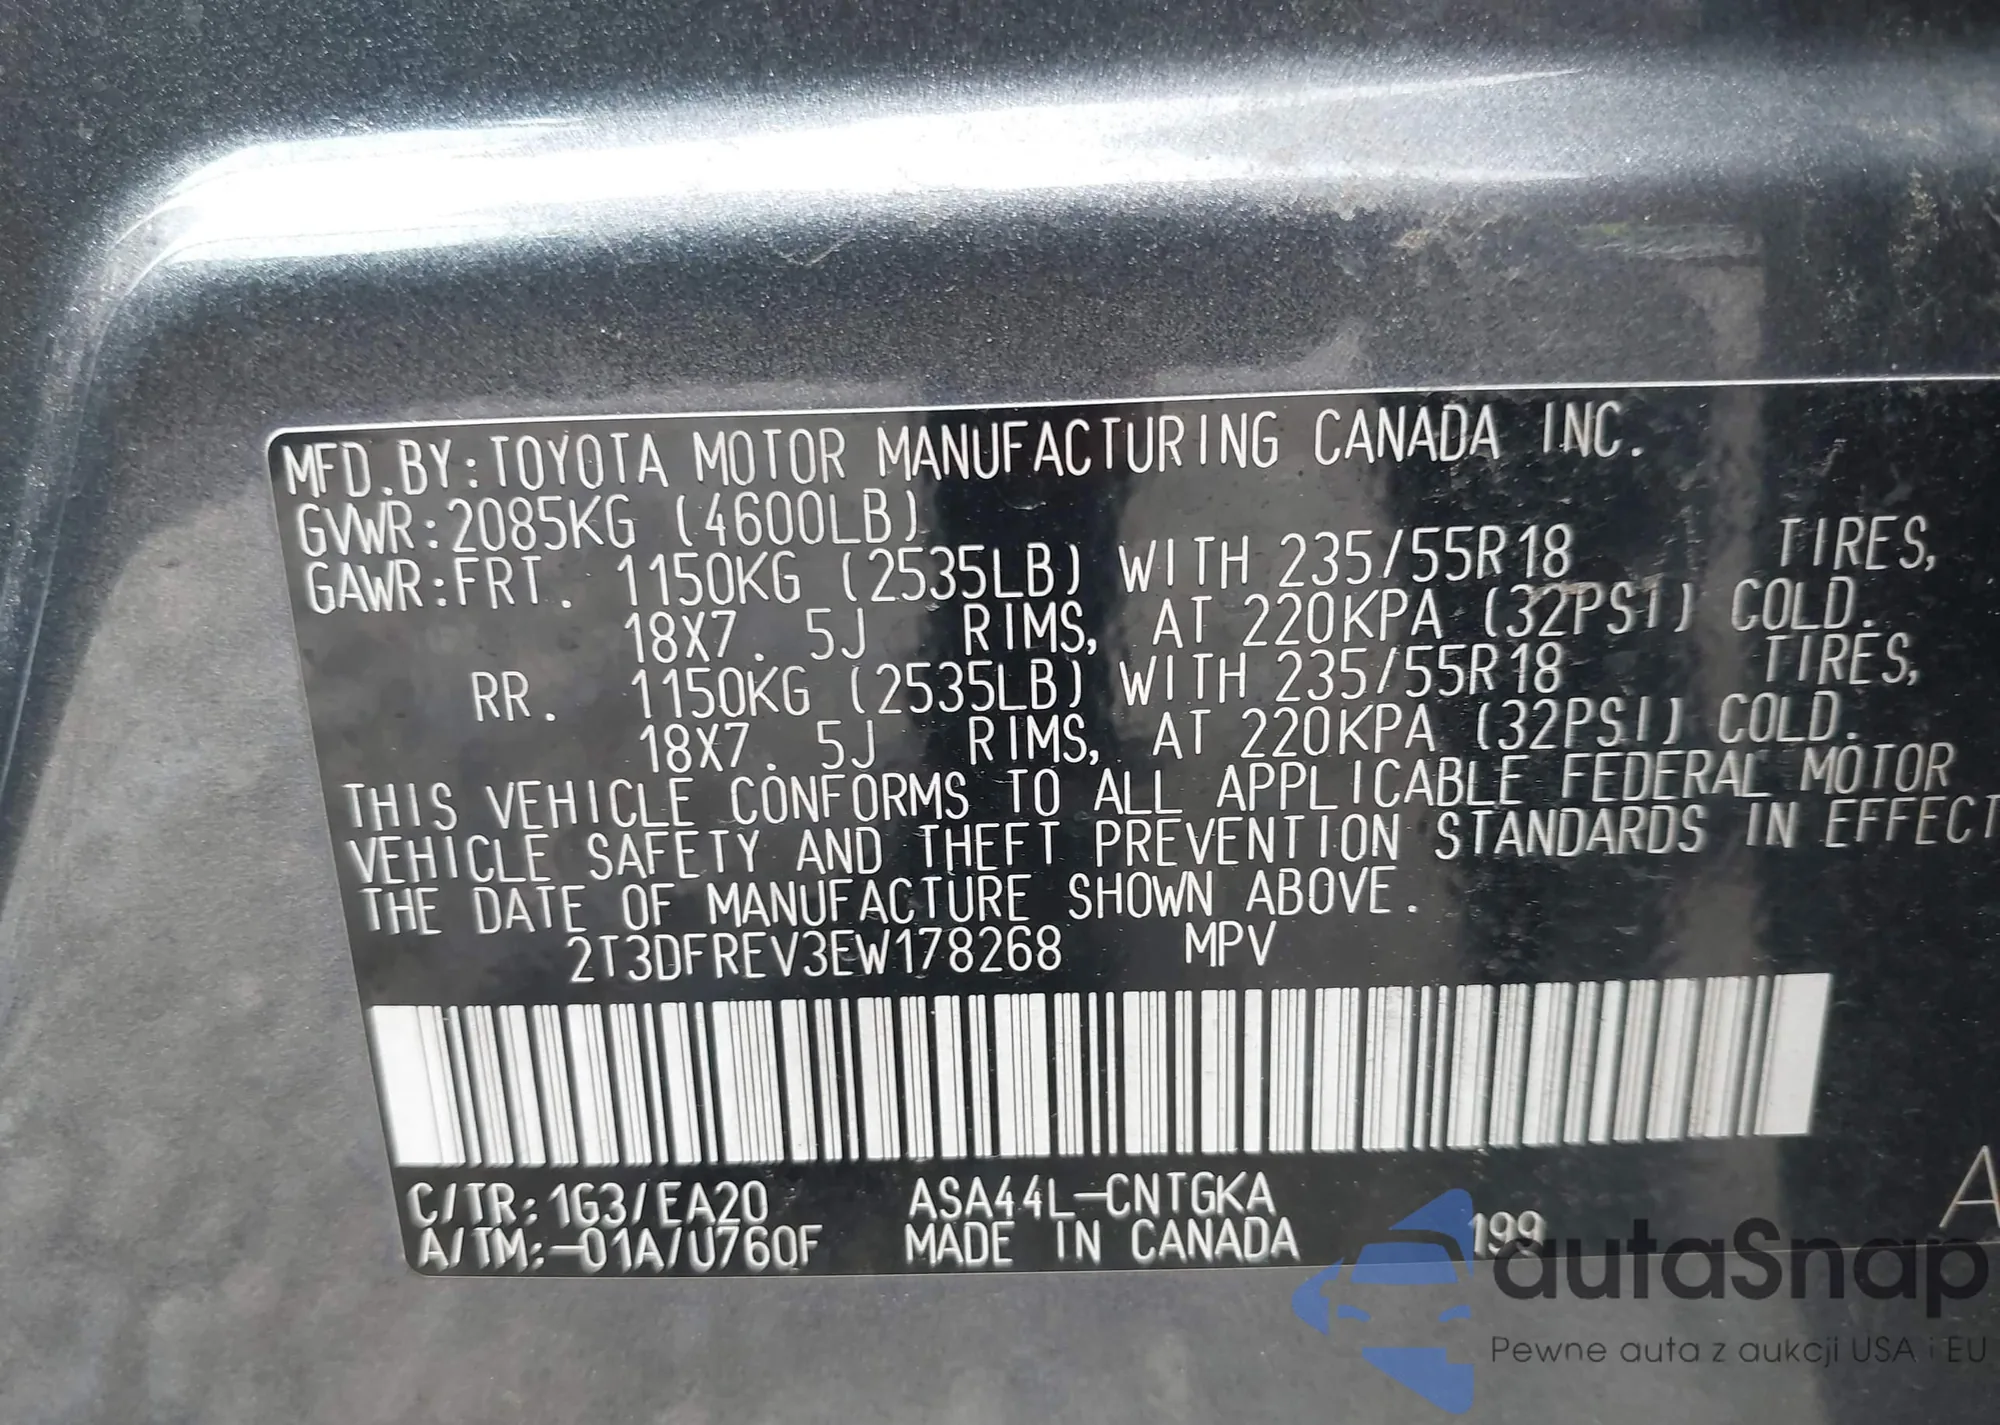 MFD.BY:TOYOTA MOTOR MANUFACTURING CANADA INC.
GVWR:2085KG (4600LB)
GAWR:FRT. 1150KG (2535LB) WITH 235/55R18 TIRES,
18X7.5J RIMS, AT 220KPA (32PSI) COLD.
RR. 1150KG (2535LB) WITH 235/55R18 TIRES,
18X7.5J RIMS, AT 220KPA (32PSI) COLD.
THIS VEHICLE CONFORMS TO ALL APPLICABLE FEDERAL MOTOR
VEHICLE SAFETY AND THEFT PREVENTION STANDARDS IN EFFECT
THE DATE OF MANUFACTURE SHOWN ABOVE.
2T3DFREV3EW178268 MPV
C/TR:1G3/EA20 ASA44L-CNTGKA
A/TM:-01A/U760F MADE IN CANADA 199
A
autoSnap
Pewne auta z aukcji USA i EU